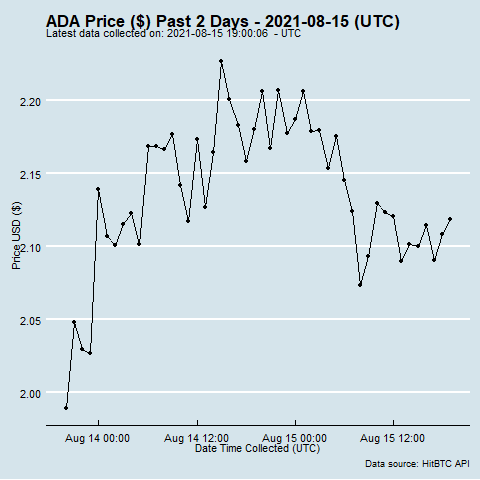 ADA Price ($) Past 2 Days - 2021-08-15 (UTC)
Latest data collected on: 2021-08-15 19:00:06  - UTC
Price USD ($)
2.20
2.15
2.10
2.05
2.00
Aug 14 00:00 Aug 14 12:00 Aug 15 00:00 Aug 15 12:00
Date Time Collected (UTC)
Data source: HitBTC API